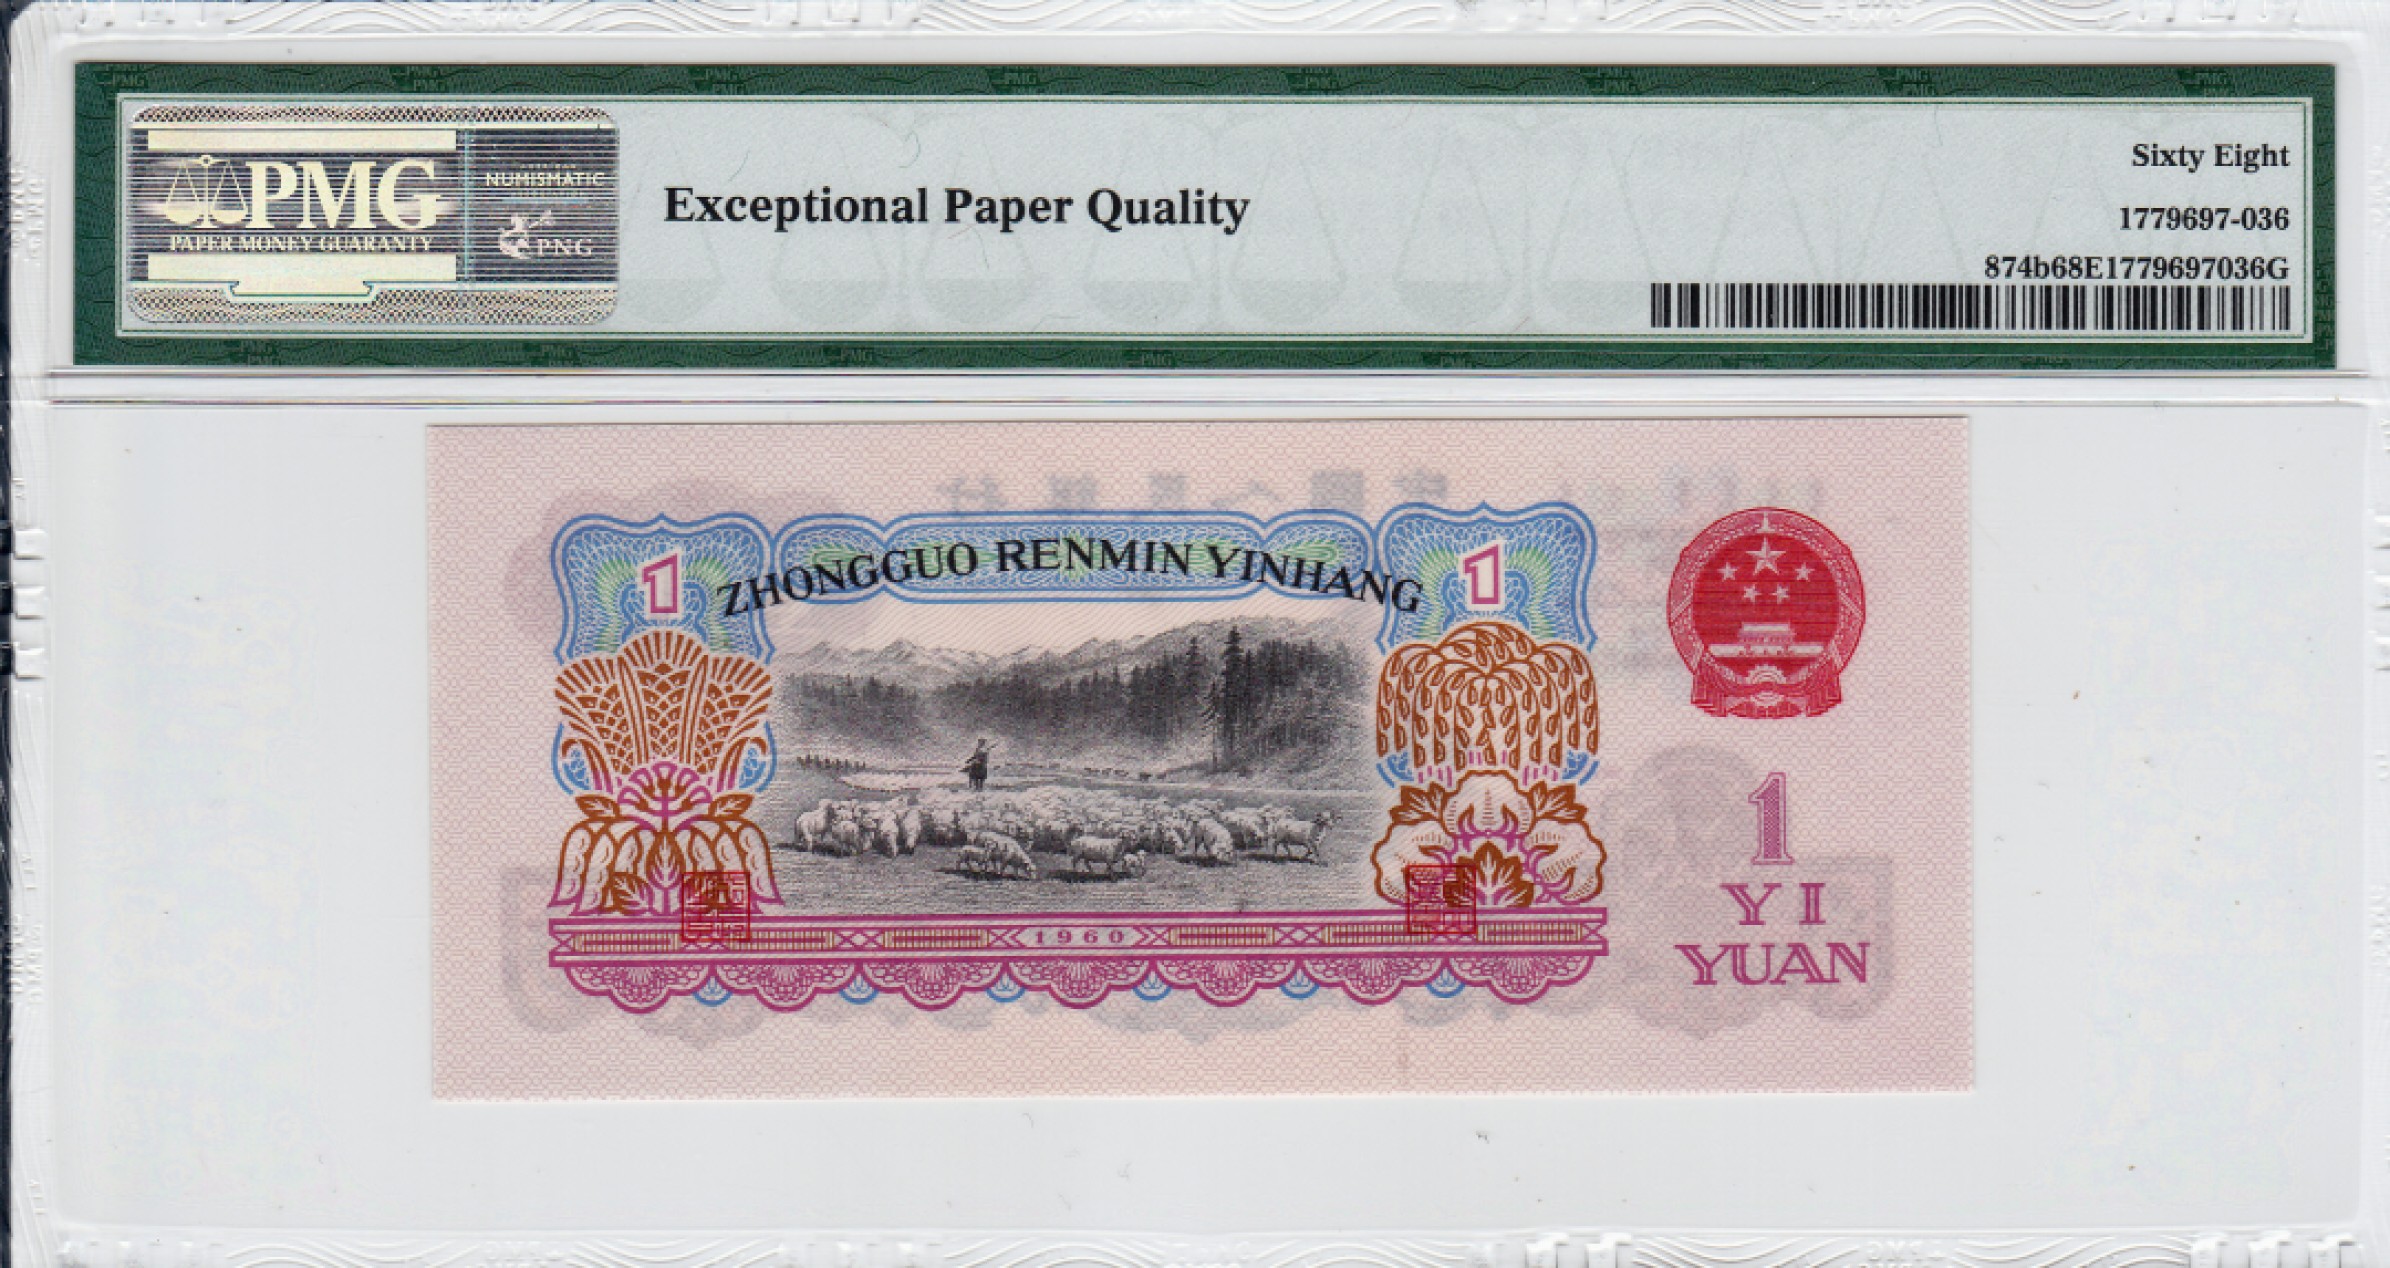 PMG
PAPER MONEY GUARANTY
NUMISMATIC
PNG
Exceptional Paper Quality
Sixty Eight
1779697-036
874b68E1779697036G
1
ZHONGGUO RENMIN YINHANG
1
1960
1
YI
YUAN